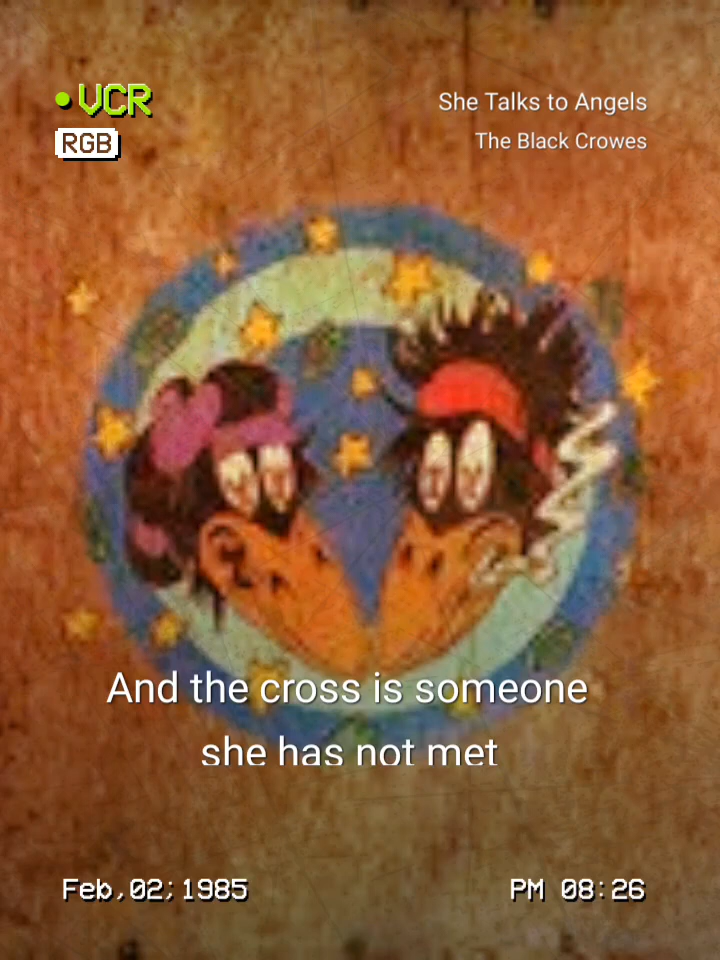 VCR
RGB
She Talks to Angels
The Black Crowes
And the cross is someone
she has not met
Feb,02;1985
PM 08:26